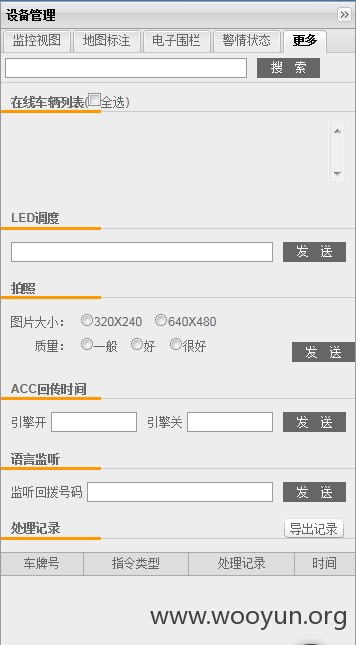 设备管理
监控视图 地图标注 电子围栏 警情状态 更多
搜 索
在线车辆列表(全选)
LED调度
发 送
拍照
图片大小： 320X240 640X480
质量： 一般 好 很好
发 送
ACC回传时间
引擎开 引擎关 发 送
语言监听
监听回拨号码 发 送
处理记录 导出记录
车牌号 指令类型 处理记录 时间
www.wooyun.org